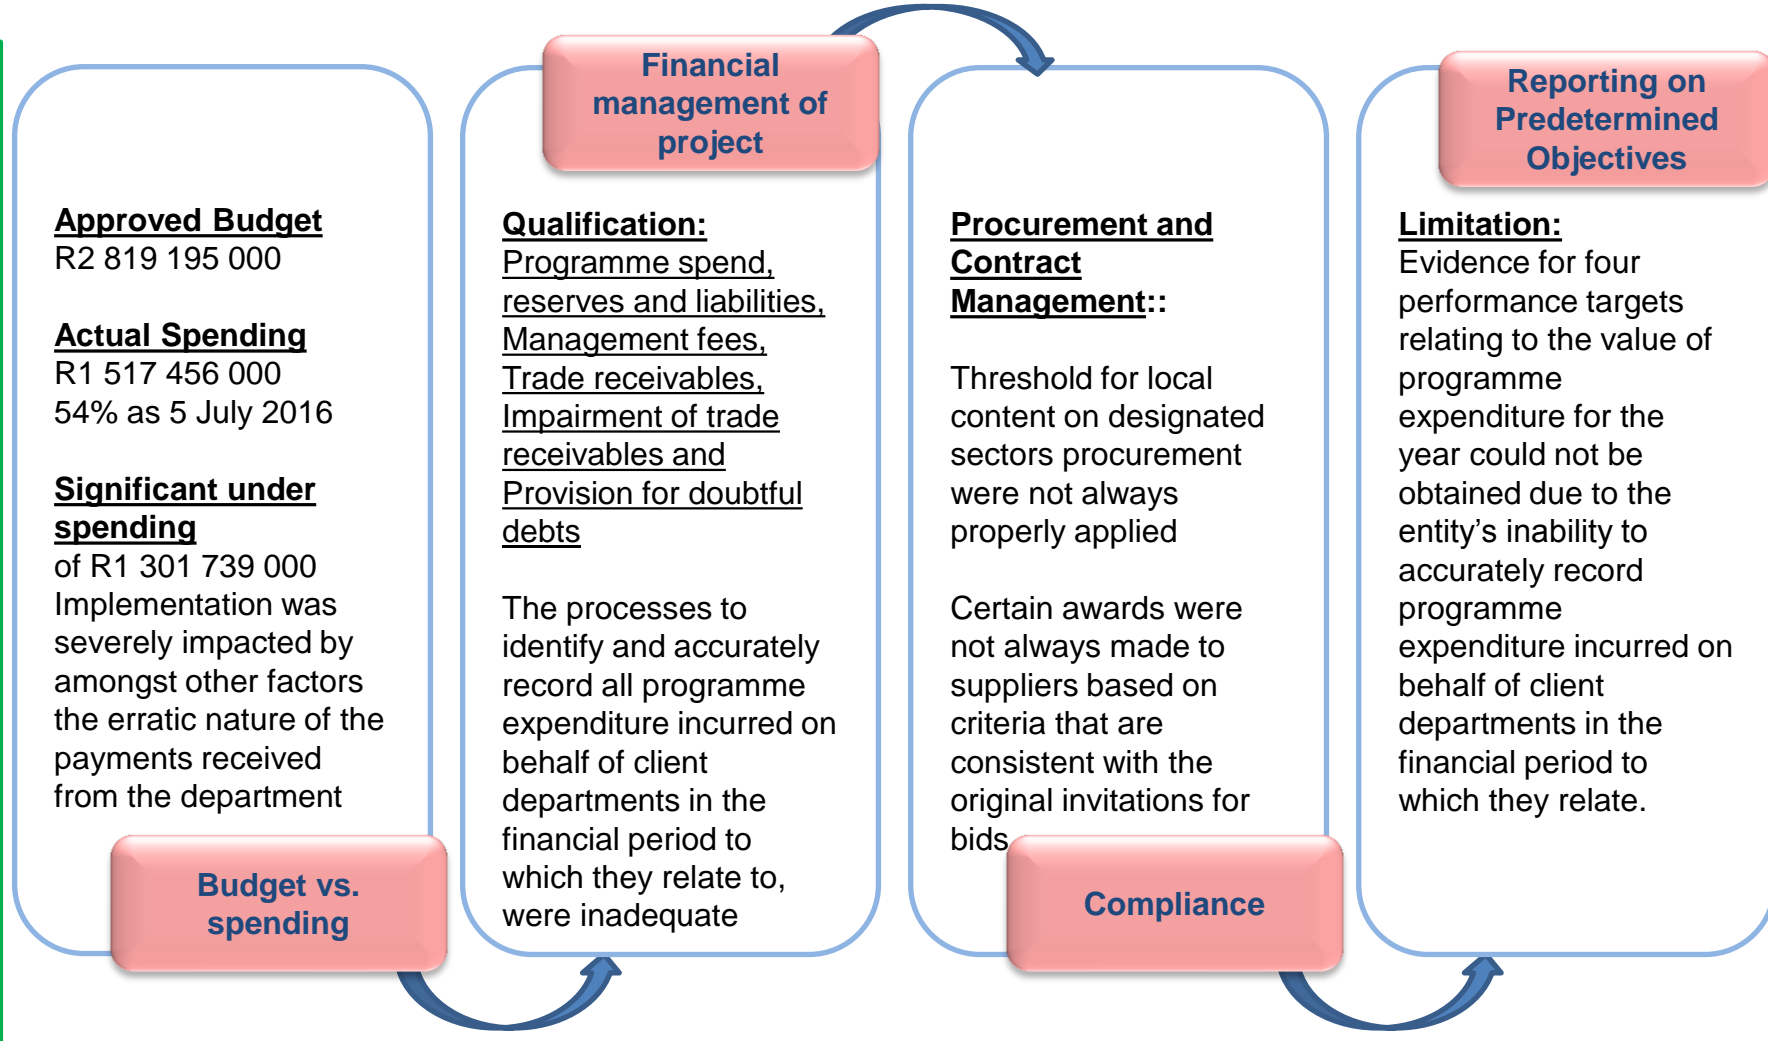 Approved Budget
R2 819 195 000
Actual Spending
R1 517 456 000
54% as 5 July 2016
Significant under
spending
of R1 301 739 000
Implementation was
severely impacted by
amongst other factors
the erratic nature of the
payments received
from the department
Budget vs.
spending
Financial
management of
project
Qualification:
Programme spend,
reserves and liabilities,
Management fees,
Trade receivables,
Impairment of trade
receivables and
Provision for doubtful
debts
The processes to
identify and accurately
record all programme
expenditure incurred on
behalf of client
departments in the
financial period to
which they relate to,
were inadequate
Procurement and
Contract
Management::
Threshold for local
content on designated
sectors procurement
were not always
properly applied
Certain awards were
not always made to
suppliers based on
criteria that are
consistent with the
original invitations for
bids
Compliance
Reporting on
Predetermined
Objectives
Limitation:
Evidence for four
performance targets
relating to the value of
programme
expenditure for the
year could not be
obtained due to the
entity’s inability to
accurately record
programme
expenditure incurred on
behalf of client
departments in the
financial period to
which they relate.